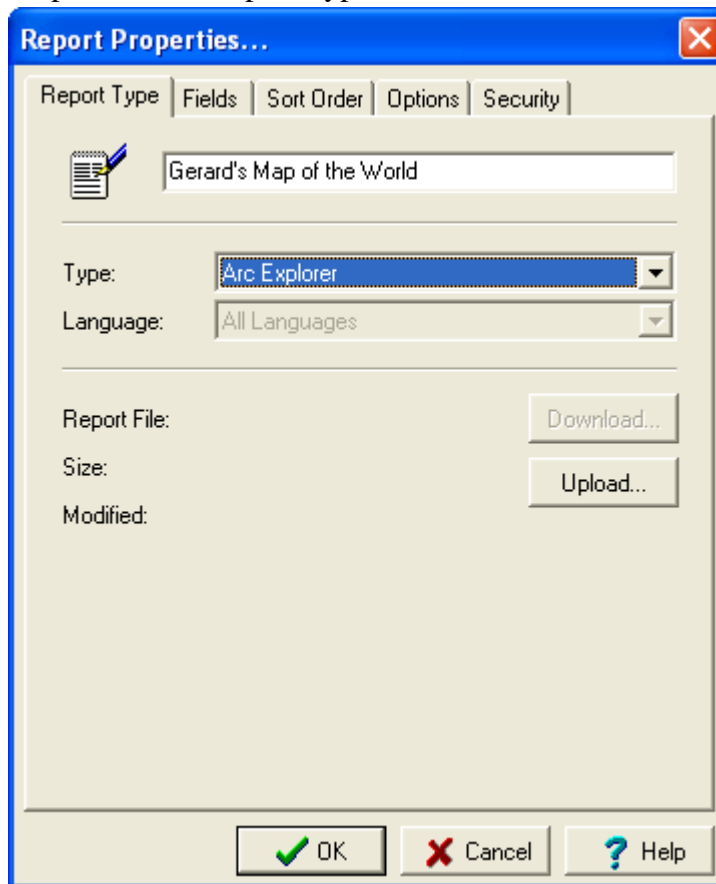 Report Properties...
Report Type Fields Sort Order Options Security
Gerard's Map of the World
Type: Arc Explorer
Language: All Languages
Report File: Download...
Size:
Upload...
Modified:
OK Cancel Help